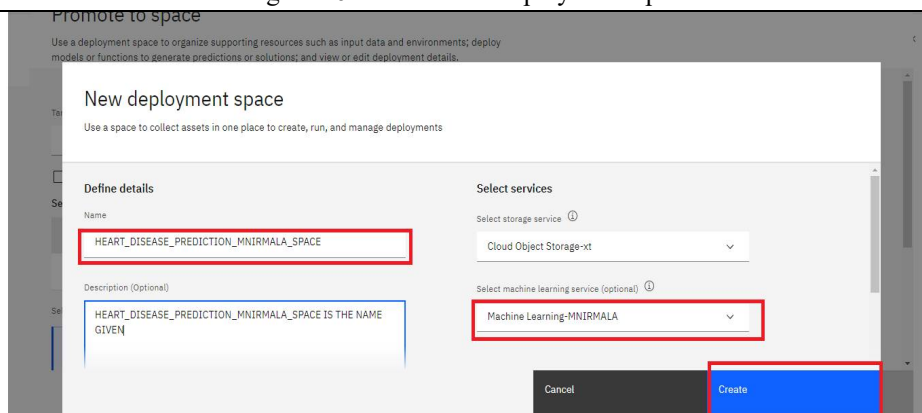 Promote to space
Use a deployment space to organize supporting resources such as input data and environments; deploy
models or functions to generate predictions or solutions; and view or edit deployment details.
New deployment space
Use a space to collect assets in one place to create, run, and manage deployments
Define details
Name
HEART_DISEASE_PREDICTION_MNIRMALA_SPACE
Description (Optional)
HEART_DISEASE_PREDICTION_MNIRMALA_SPACE IS THE NAME
GIVEN
Select services
Select storage service
Cloud Object Storage-xt
Select machine learning service (optional)
Machine Learning-MNIRMALA
Cancel
Create